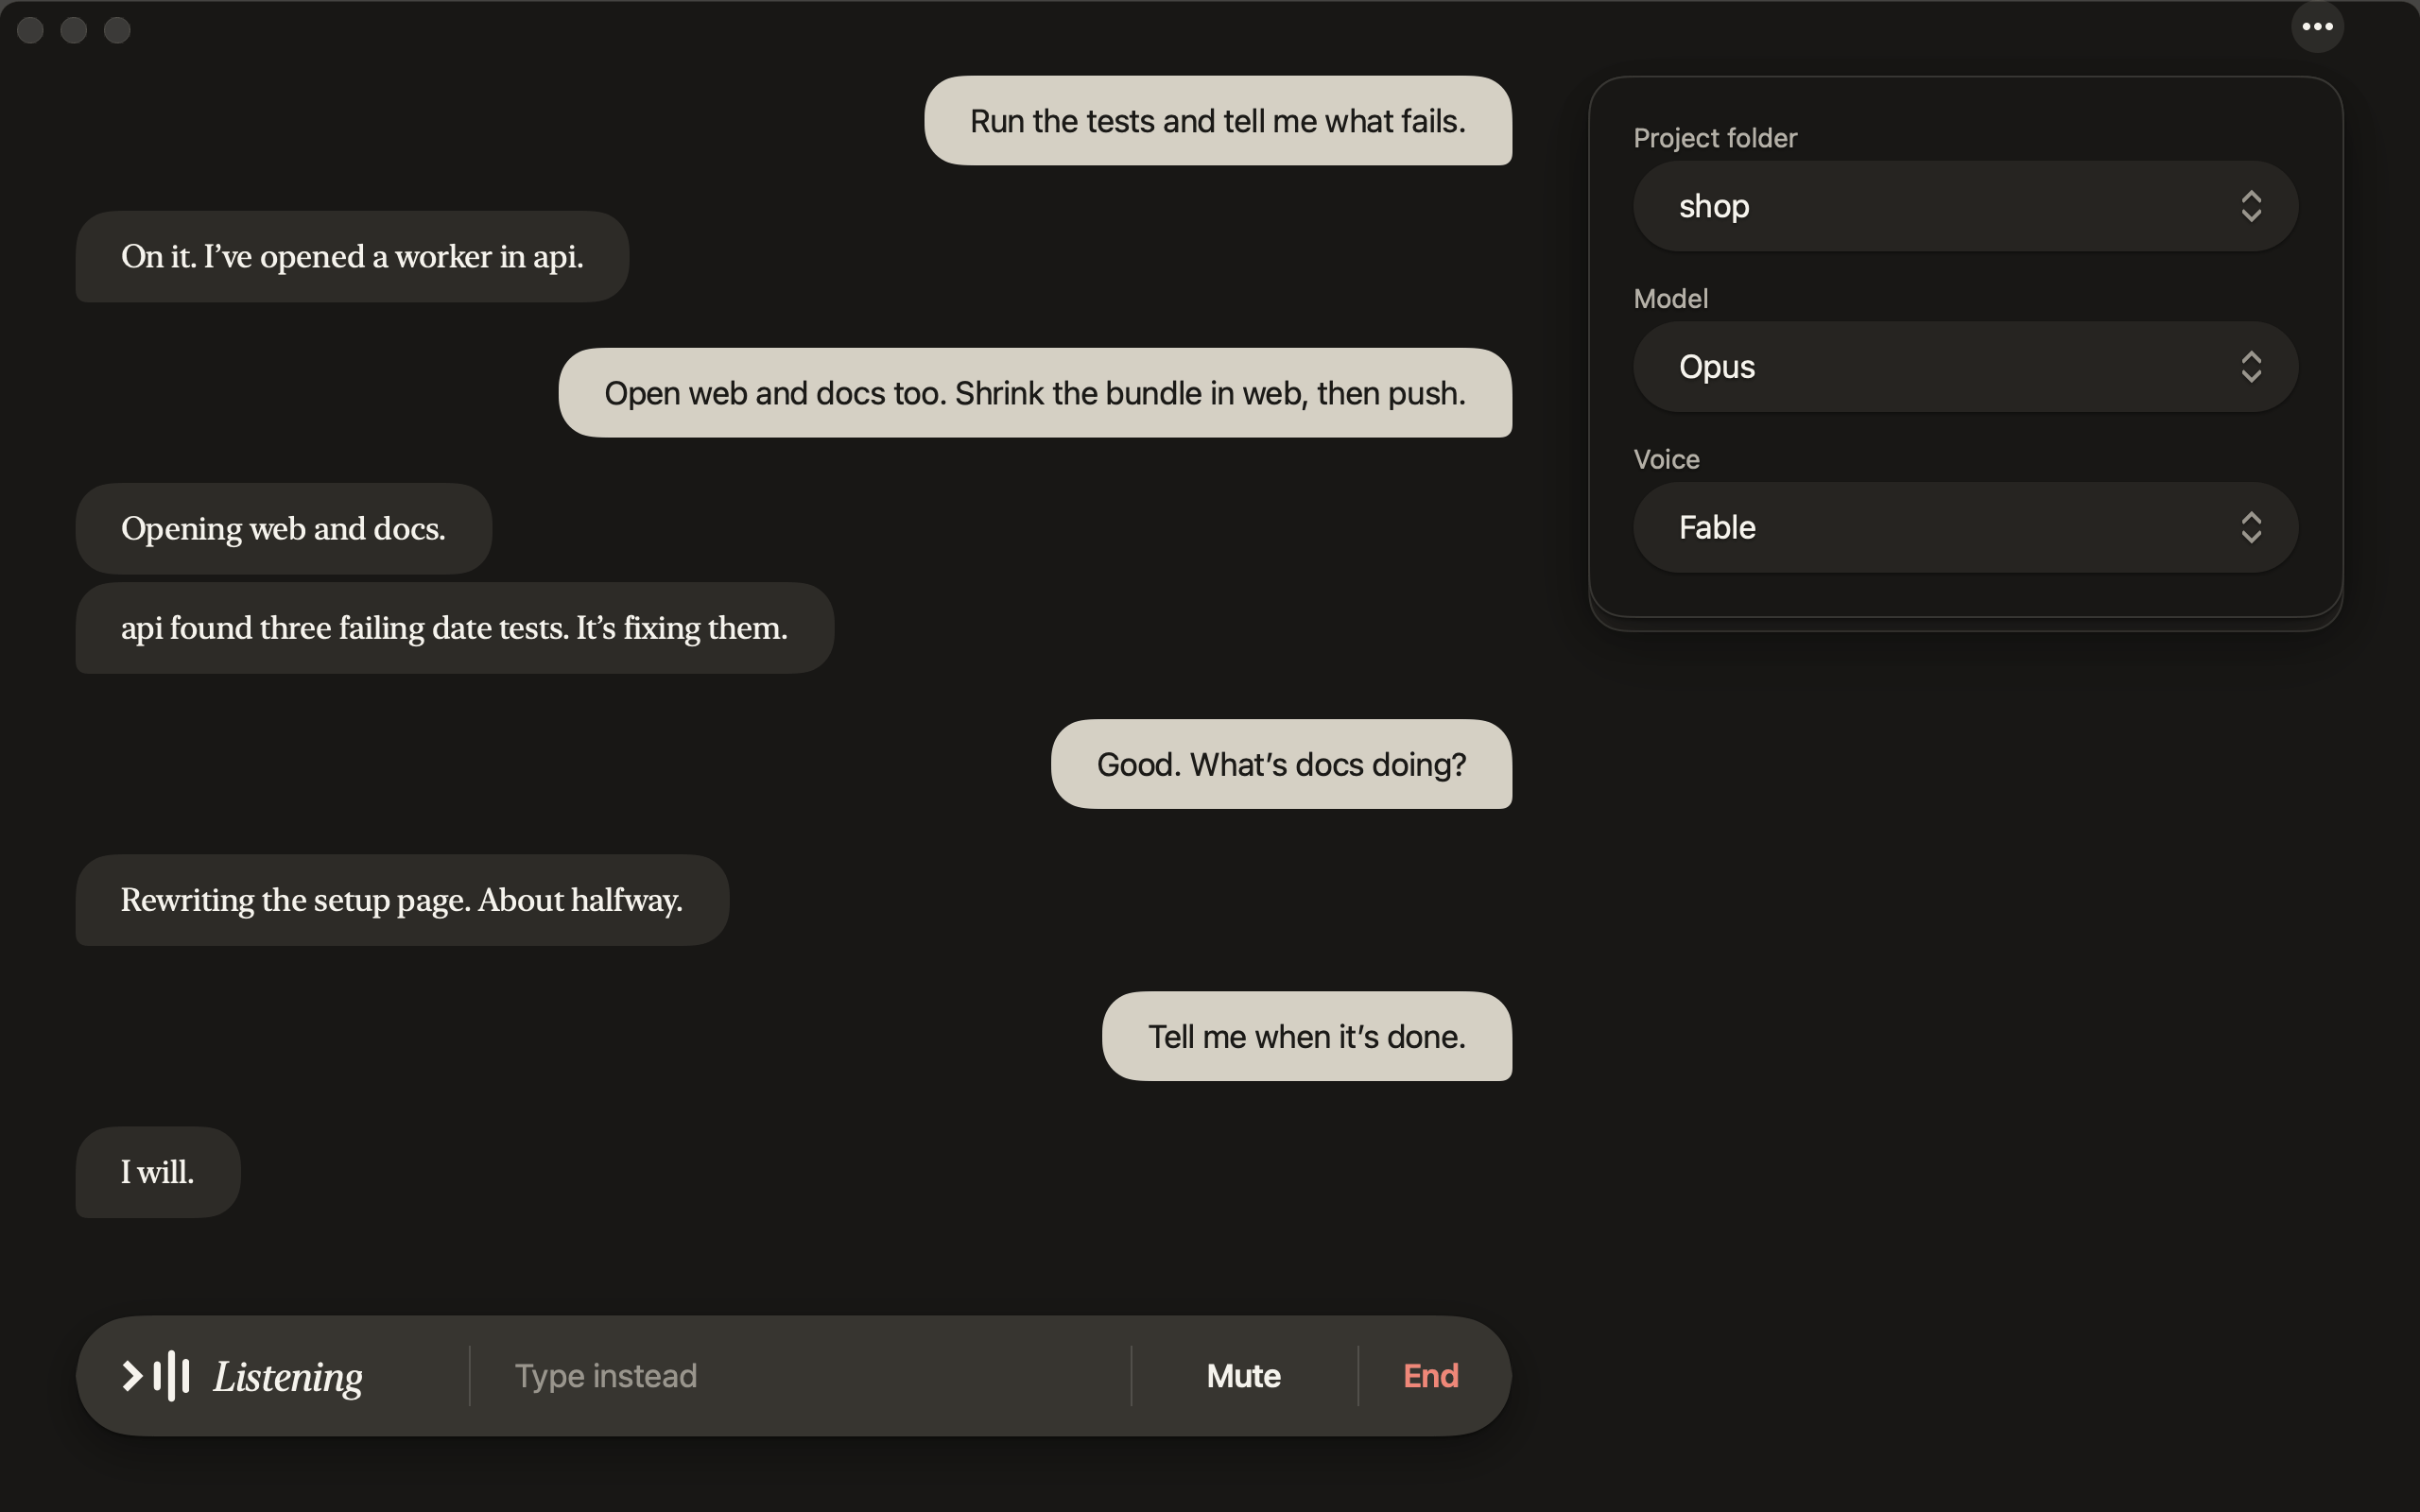 Run the tests and tell me what fails.
On it. I’ve opened a worker in api.
Open web and docs too. Shrink the bundle in web, then push.
Opening web and docs.
api found three failing date tests. It’s fixing them.
Good. What’s docs doing?
Rewriting the setup page. About halfway.
Tell me when it’s done.
I will.
Listening
Type instead
Mute
End
Project folder
shop
Model
Opus
Voice
Fable